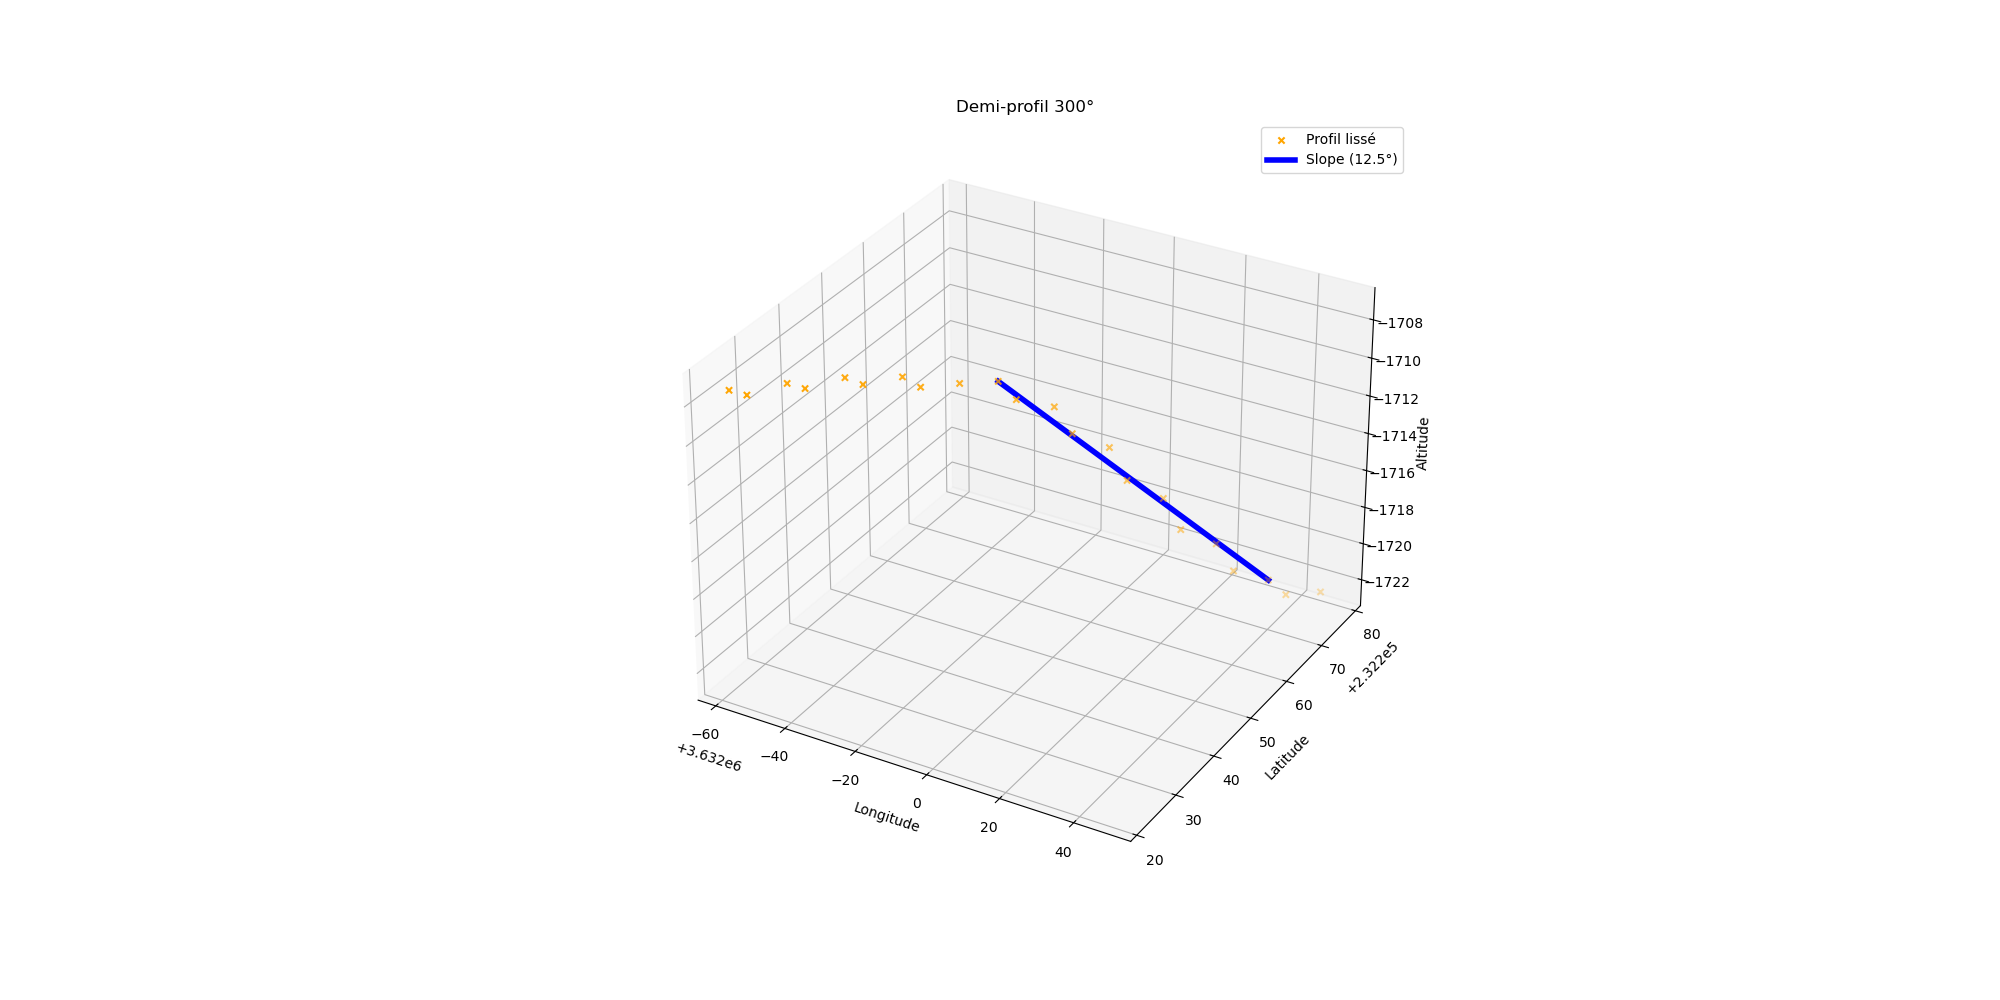 Demi-profil 300°
Profil lissé
Slope (12.5°)
−1708
−1710
−1712
−1714
−1716
−1718
−1720
−1722
Altitude
80
70
60
50
40
30
20
+2.322e5
Latitude
−60
−40
−20
0
20
40
+3.632e6
Longitude